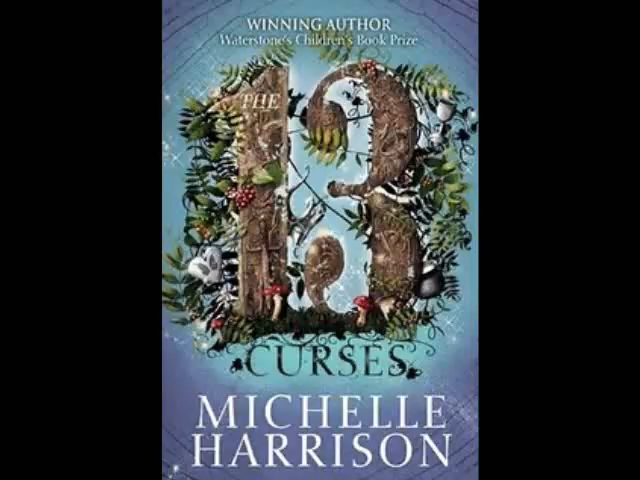 WINNING AUTHOR
Waterstone's Children's Book Prize
THE
13
CURSES
MICHELLE
HARRISON